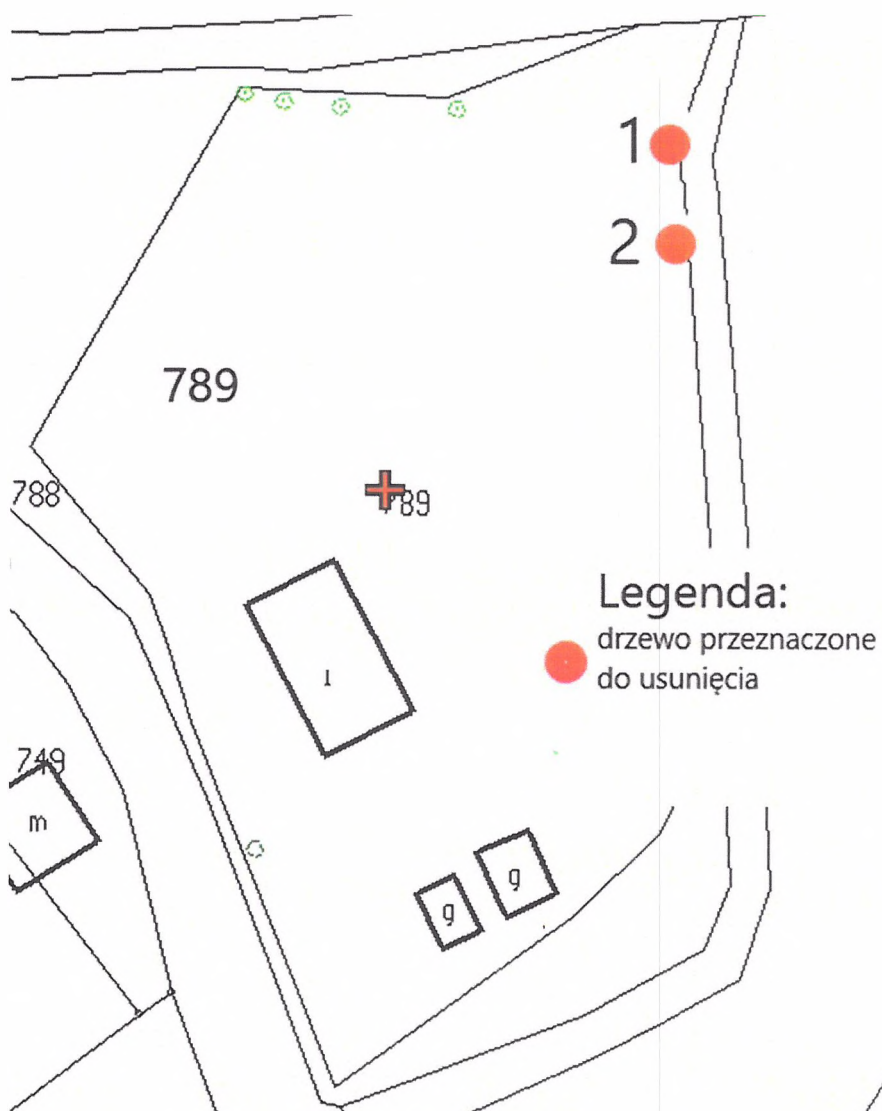 1
2
789
788
789
Legenda:
drzewo przeznaczone
do usunięcia
ı
749
m
g
g